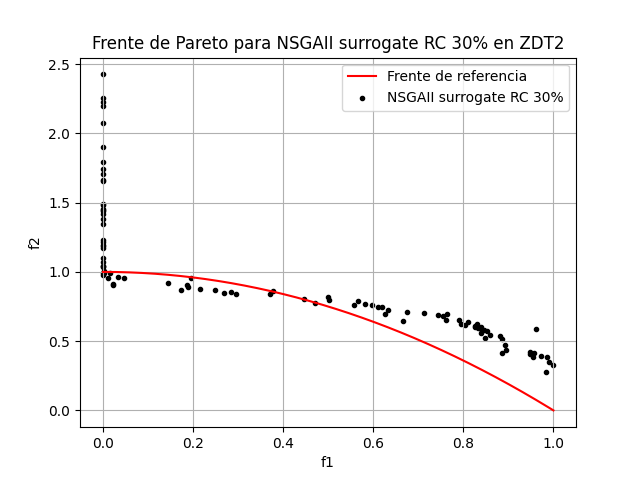 Frente de Pareto para NSGAII surrogate RC 30% en ZDT2
Frente de referencia
NSGAII surrogate RC 30%
2.5
2.0
1.5
1.0
0.5
0.0
f2
0.0 0.2 0.4 0.6 0.8 1.0
f1